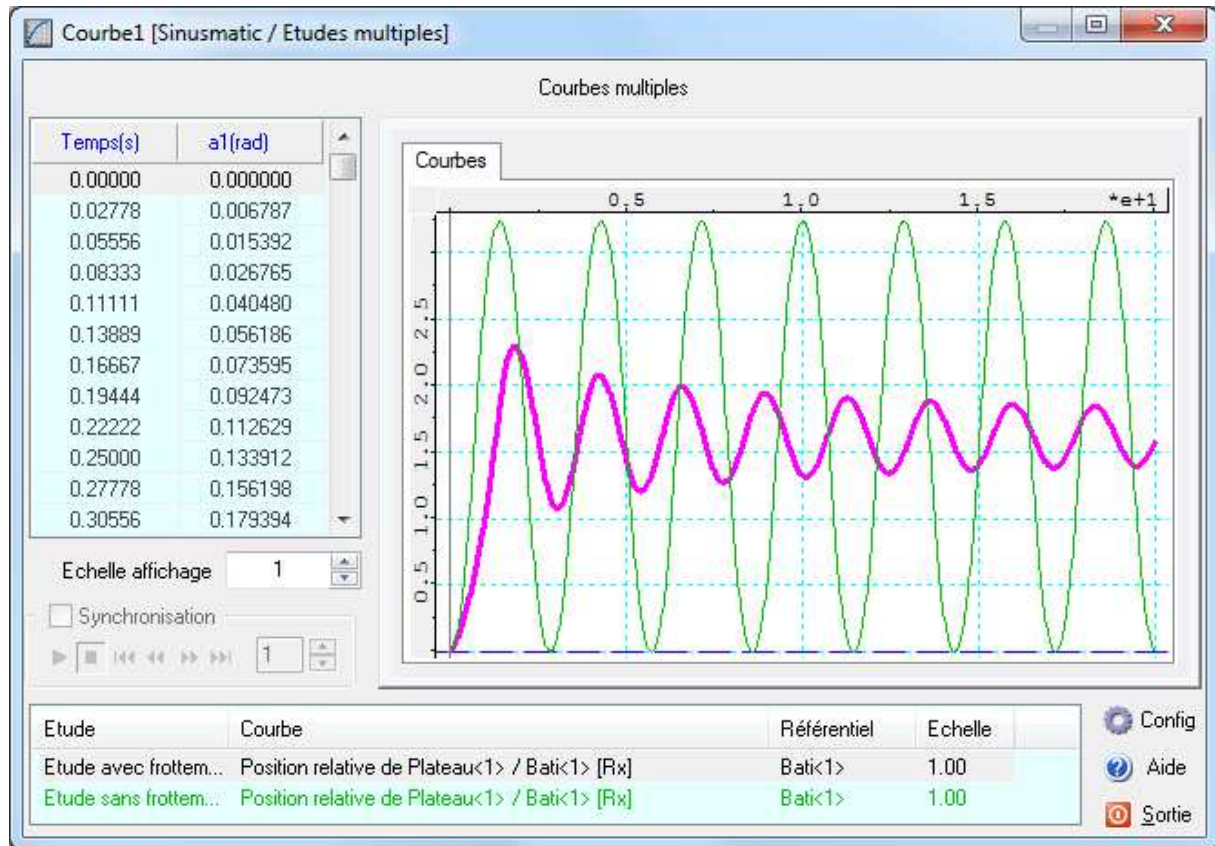 Courbe1 [Sinusmatic / Etudes multiples]
Courbes multiples
Temps(s) a1(rad)
0.00000 0.000000
0.02778 0.006787
0.05556 0.015392
0.08333 0.026765
0.11111 0.040480
0.13889 0.056186
0.16667 0.073595
0.19444 0.092473
0.22222 0.112629
0.25000 0.133912
0.27778 0.156198
0.30556 0.179394
Echelle affichage 1
Synchronisation
1
Courbes
0,5 1,0 1,5 *e+1
2,5
2,0
1,5
1,0
0,5
Etude Courbe Référentiel Echelle
Etude avec frottem... Position relative de Plateau<1> / Bati<1> [Rx] Bati<1> 1.00
Etude sans frottem... Position relative de Plateau<1> / Bati<1> [Rx] Bati<1> 1.00
Config
Aide
Sortie